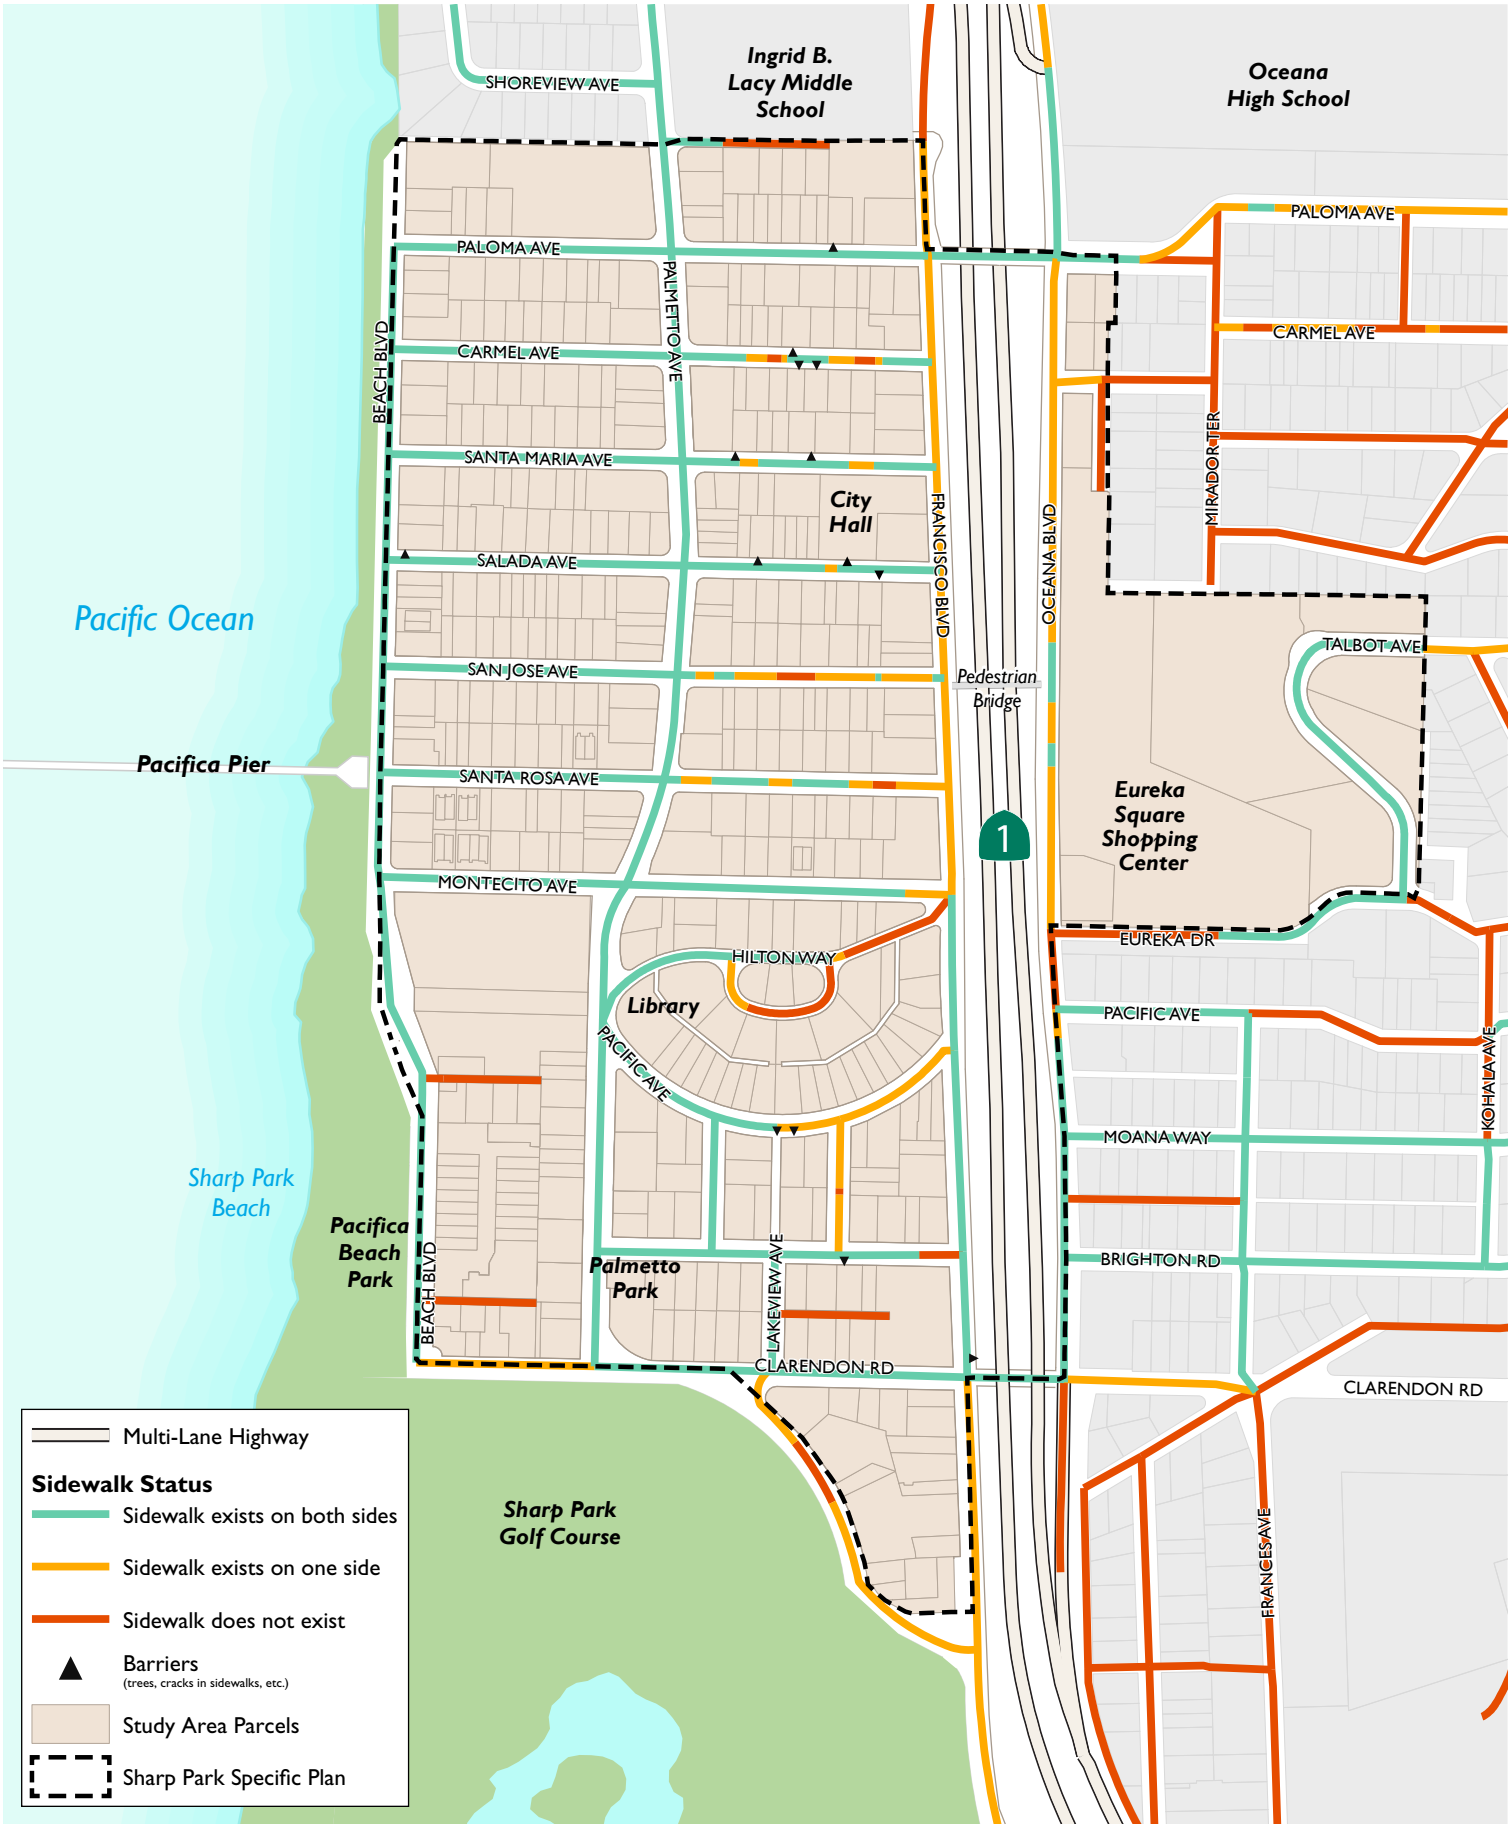 Ingrid B.
Lacy Middle
School
Oceana
High School
SHOREVIEW AVE
PALOMA AVE
PALOMA AVE
PALMETTO AVE
BEACH BLVD
CARMEL AVE
CARMEL AVE
MIRADOR TER
SANTA MARIA AVE
City
Hall
FRANCISCO BLVD
OCEANA BLVD
SALADA AVE
Pacific Ocean
TALBOT AVE
SAN JOSE AVE
Pedestrian
Bridge
Pacifica Pier
SANTA ROSA AVE
Eureka
Square
Shopping
Center
1
MONTECITO AVE
EUREKA DR
HILTON WAY
Library
PACIFIC AVE
PACIFIC AVE
KOHALA AVE
MOANA WAY
Sharp Park
Beach
Pacifica
Beach
Park
BEACH BLVD
Palmetto
Park
LAKEVIEW AVE
BRIGHTON RD
CLARENDON RD
CLARENDON RD
FRANCES AVE
Sharp Park
Golf Course
Multi-Lane Highway
Sidewalk Status
Sidewalk exists on both sides
Sidewalk exists on one side
Sidewalk does not exist
Barriers
(trees, cracks in sidewalks, etc.)
Study Area Parcels
Sharp Park Specific Plan